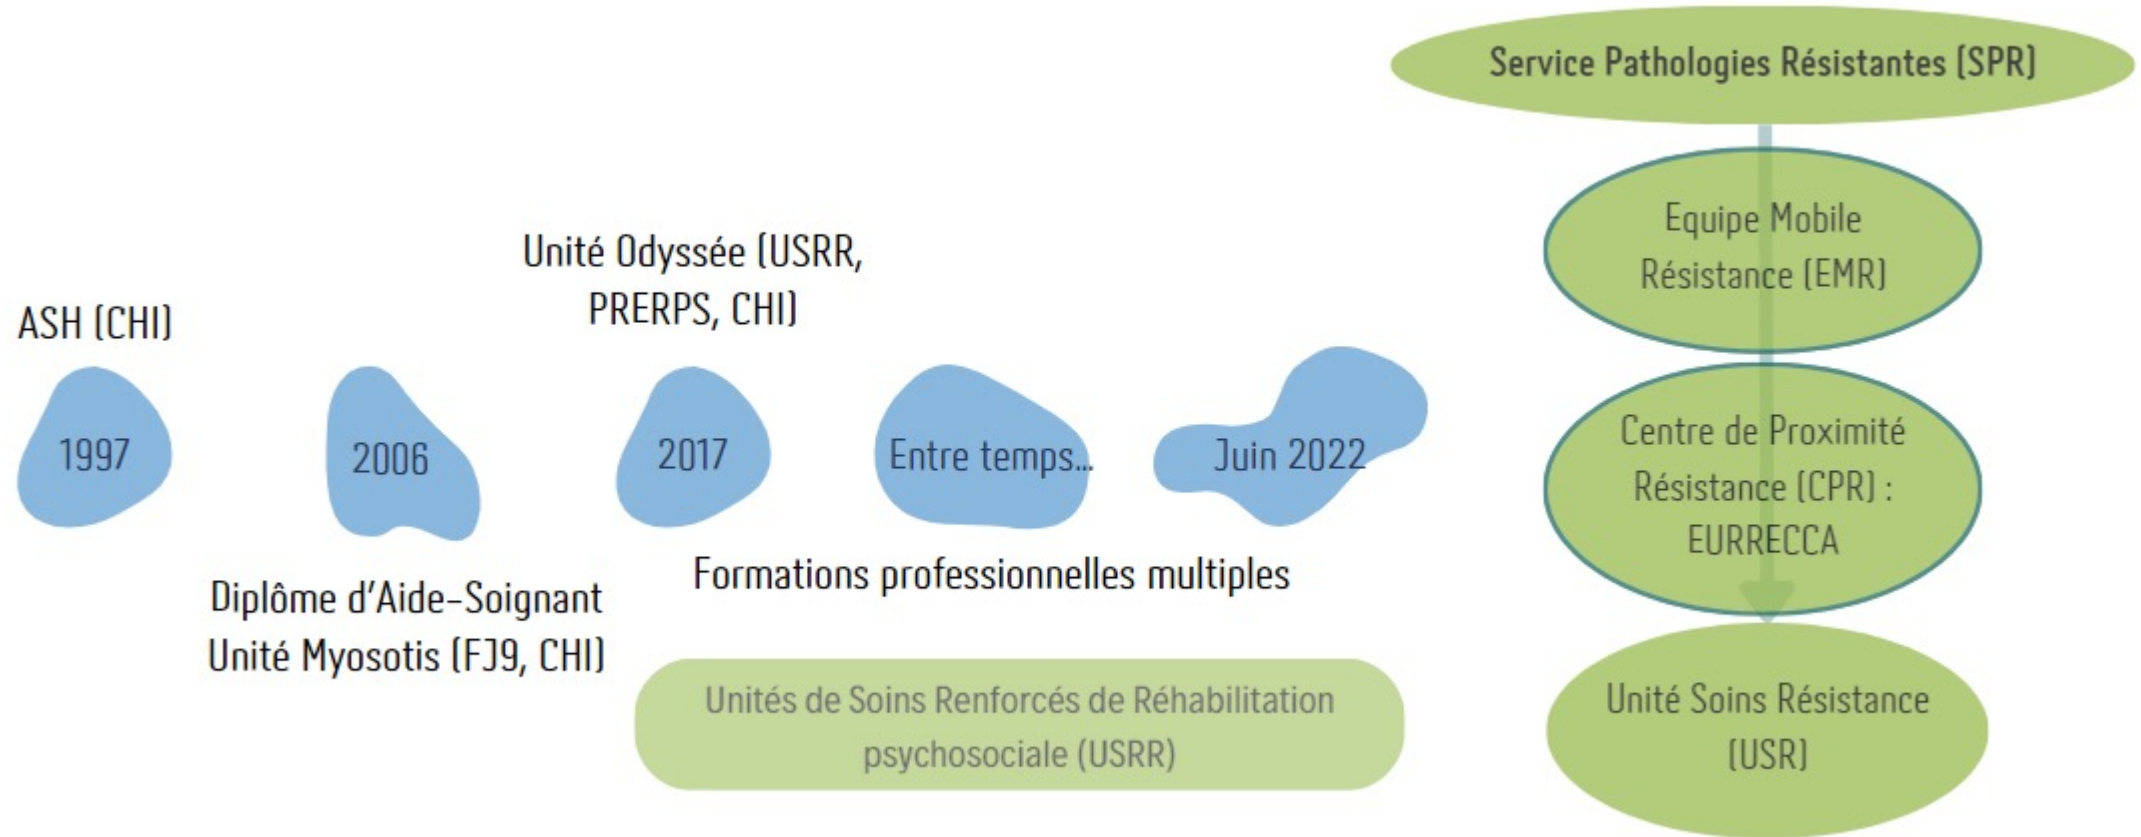 Service Pathologies Résistantes (SPR)
Equipe Mobile
Résistance (EMR)
Unité Odyssée (USRR,
PRERPS, CHI)
ASH (CHI)
1997
2006
2017
Entre temps...
Juin 2022
Centre de Proximité
Résistance (CPR) :
EURRECCA
Diplôme d'Aide-Soignant
Unité Myosotis (FJ9, CHI)
Formations professionnelles multiples
Unités de Soins Renforcés de Réhabilitation
psychosociale (USRR)
Unité Soins Résistance
(USR)